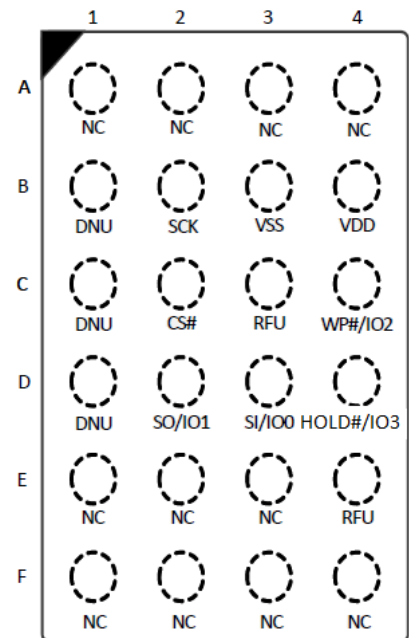 1 2 3 4
A
NC NC NC NC
B
DNU SCK VSS VDD
C
DNU CS# RFU WP#/IO2
D
DNU SO/IO1 SI/IO0 HOLD#/IO3
E
NC NC NC RFU
F
NC NC NC NC